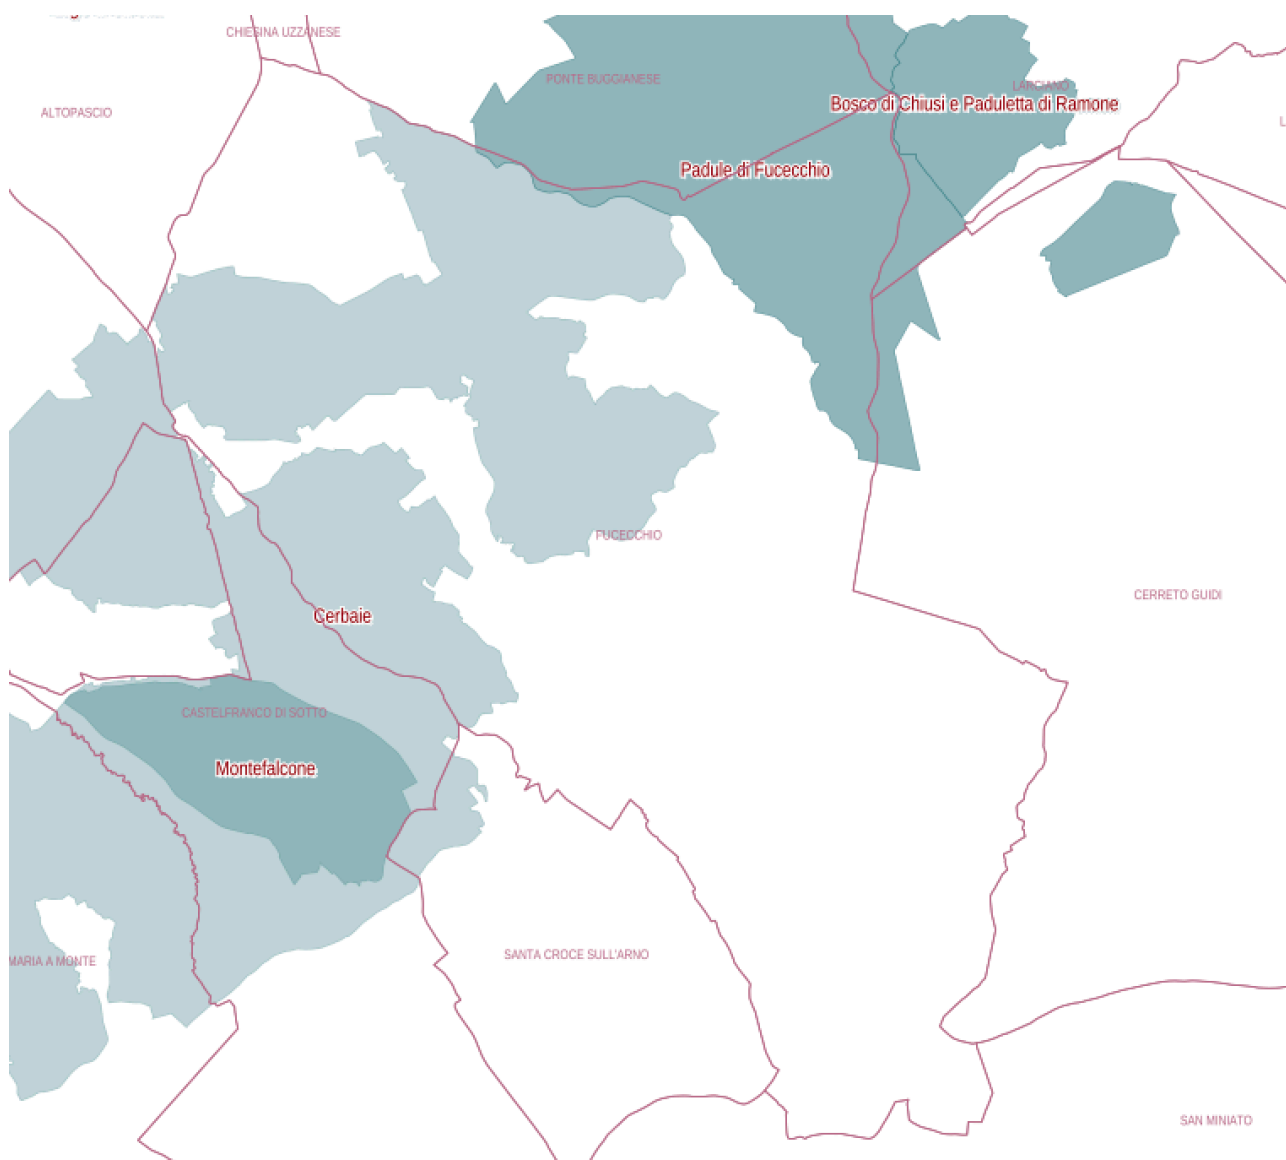 CHIESINA UZZANESE
PONTE BUGGIANESE
LARCIANO
ALTOPASCIO
Bosco di Chiusi e Paduletta di Ramone
L
Padule di Fucecchio
FUCECCHIO
CERRETO GUIDI
Cerbaie
CASTELFRANCO DI SOTTO
Montefalcone
SANTA CROCE SULL'ARNO
MARIA A MONTE
SAN MINIATO